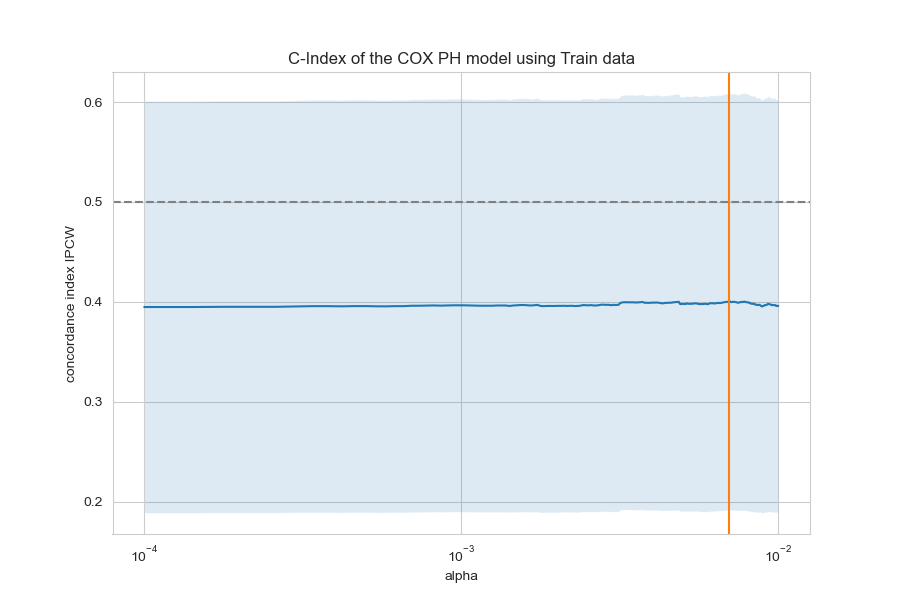 C-Index of the COX PH model using Train data
concordance index IPCW
0.6
0.5
0.4
0.3
0.2
10⁻⁴
10⁻³
10⁻²
alpha